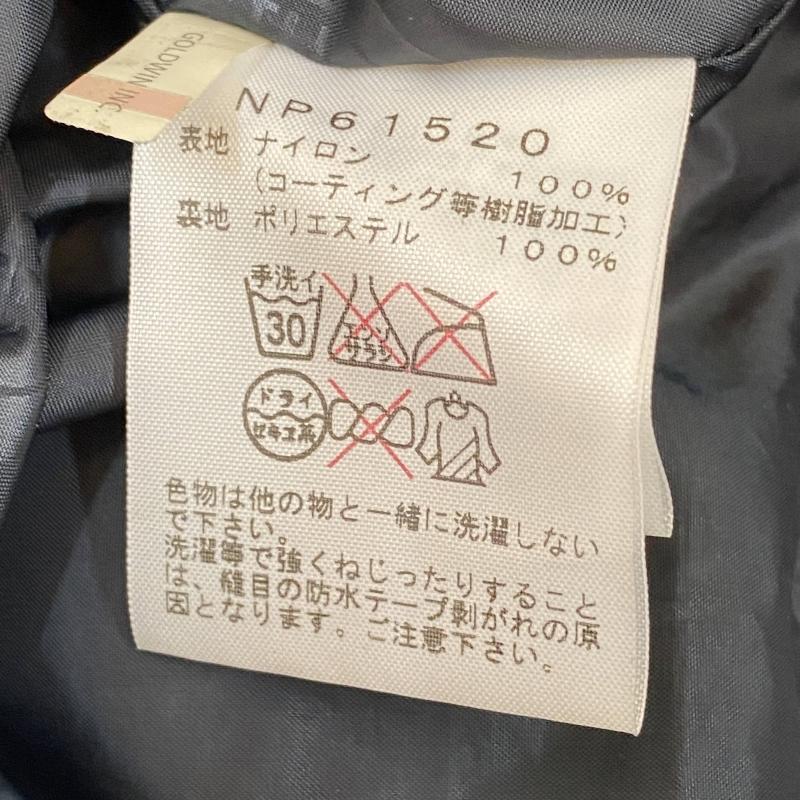 GOLDWIN INC.
NP61520
表地 ナイロン 100%
(コーティング等樹脂加工)
裏地 ポリエステル 100%
手洗イ
30
エンソ
サラシ
ドライ
セキユ系
色物は他の物と一緒に洗濯しない
で下さい。
洗濯等で強くねじったりすること
は、縫目の防水テープ剥がれの原
因となります。ご注意下さい。